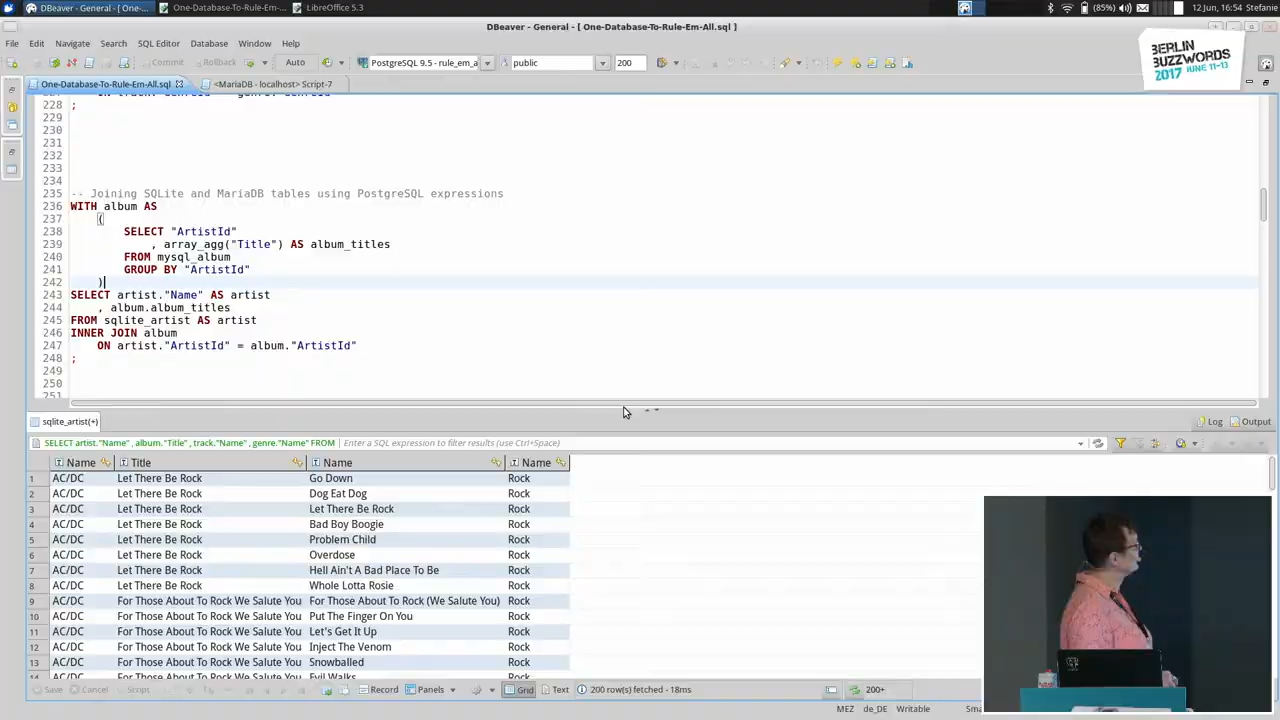 DBeaver - General - [ One-...
One-Database-To-Rule-Em-...
LibreOffice 5.3
(85%)
12 Jun, 16:54
Stefanie
DBeaver - General - [ One-Database-To-Rule-Em-All.sql ]
File Edit Navigate Search SQL Editor Database Window Help
BERLIN
BUZZWORDS
2017 JUNE 11-13
Commit Rollback Auto PostgreSQL 9.5 - rule_em_a public 200
One-Database-To-Rule-Em-All.sql
<MariaDB - localhost> Script-7
228 ;
229
230
231
232
233
234
235 -- Joining SQLite and MariaDB tables using PostgreSQL expressions
236 WITH album AS
237 (
238 SELECT "ArtistId"
239 , array_agg("Title") AS album_titles
240 FROM mysql_album
241 GROUP BY "ArtistId"
242 )
243 SELECT artist."Name" AS artist
244 , album.album_titles
245 FROM sqlite_artist AS artist
246 INNER JOIN album
247 ON artist."ArtistId" = album."ArtistId"
248 ;
249
250
251
sqlite_artist(+)
Log Output
SELECT artist."Name" , album."Title" , track."Name" , genre."Name" FROM
Enter a SQL expression to filter results (use Ctrl+Space)
Name Title Name Name
1 AC/DC Let There Be Rock Go Down Rock
2 AC/DC Let There Be Rock Dog Eat Dog Rock
3 AC/DC Let There Be Rock Let There Be Rock Rock
4 AC/DC Let There Be Rock Bad Boy Boogie Rock
5 AC/DC Let There Be Rock Problem Child Rock
6 AC/DC Let There Be Rock Overdose Rock
7 AC/DC Let There Be Rock Hell Ain't A Bad Place To Be Rock
8 AC/DC Let There Be Rock Whole Lotta Rosie Rock
9 AC/DC For Those About To Rock We Salute You For Those About To Rock (We Salute You) Rock
10 AC/DC For Those About To Rock We Salute You Put The Finger On You Rock
11 AC/DC For Those About To Rock We Salute You Let's Get It Up Rock
12 AC/DC For Those About To Rock We Salute You Inject The Venom Rock
13 AC/DC For Those About To Rock We Salute You Snowballed Rock
14 AC/DC For Those About To Rock We Salute You Evil Walks Rock
Save Cancel Script Record Panels Grid Text 200 row(s) fetched - 18ms 200+
MEZ de_DE Writable